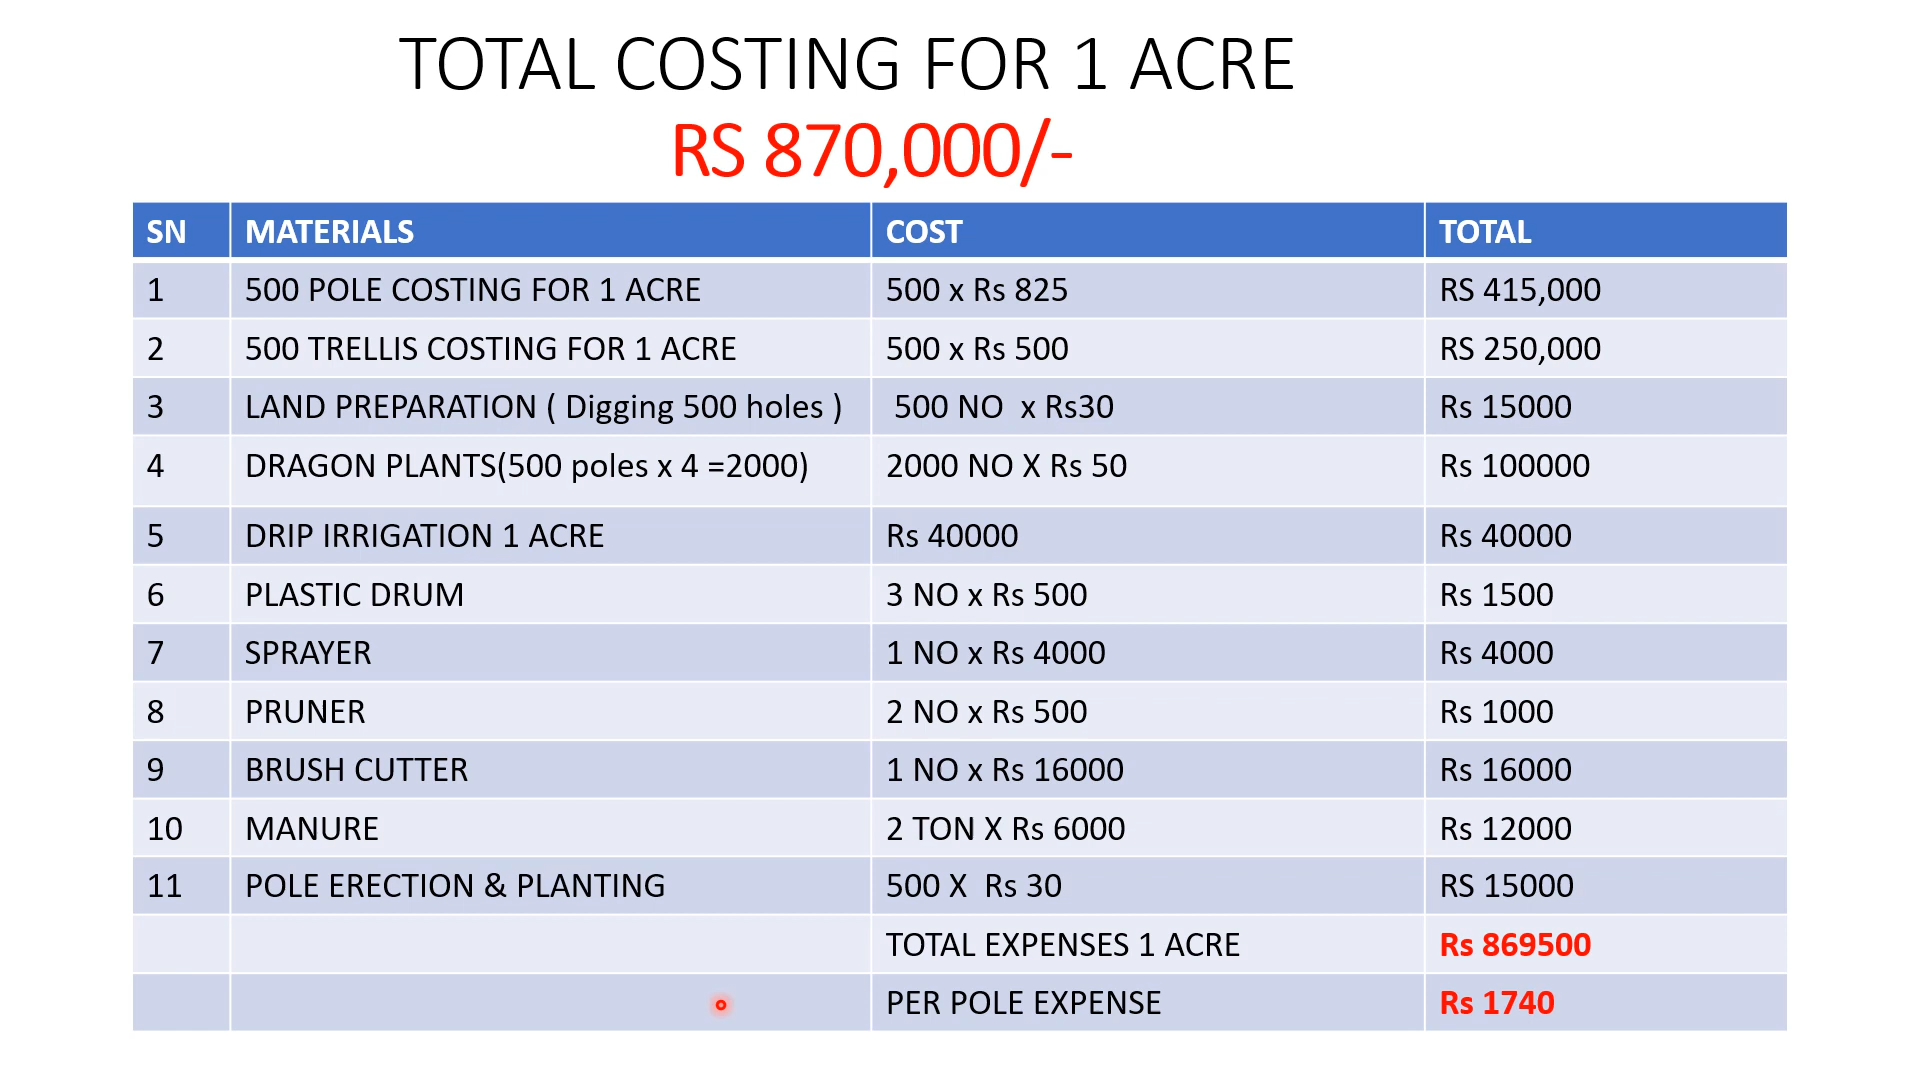 TOTAL COSTING FOR 1 ACRE
RS 870,000/-
SN MATERIALS COST TOTAL
1 500 POLE COSTING FOR 1 ACRE 500 x Rs 825 RS 415,000
2 500 TRELLIS COSTING FOR 1 ACRE 500 x Rs 500 RS 250,000
3 LAND PREPARATION ( Digging 500 holes ) 500 NO x Rs30 Rs 15000
4 DRAGON PLANTS(500 poles x 4 =2000) 2000 NO X Rs 50 Rs 100000
5 DRIP IRRIGATION 1 ACRE Rs 40000 Rs 40000
6 PLASTIC DRUM 3 NO x Rs 500 Rs 1500
7 SPRAYER 1 NO x Rs 4000 Rs 4000
8 PRUNER 2 NO x Rs 500 Rs 1000
9 BRUSH CUTTER 1 NO x Rs 16000 Rs 16000
10 MANURE 2 TON X Rs 6000 Rs 12000
11 POLE ERECTION & PLANTING 500 X Rs 30 RS 15000
TOTAL EXPENSES 1 ACRE Rs 869500
PER POLE EXPENSE Rs 1740